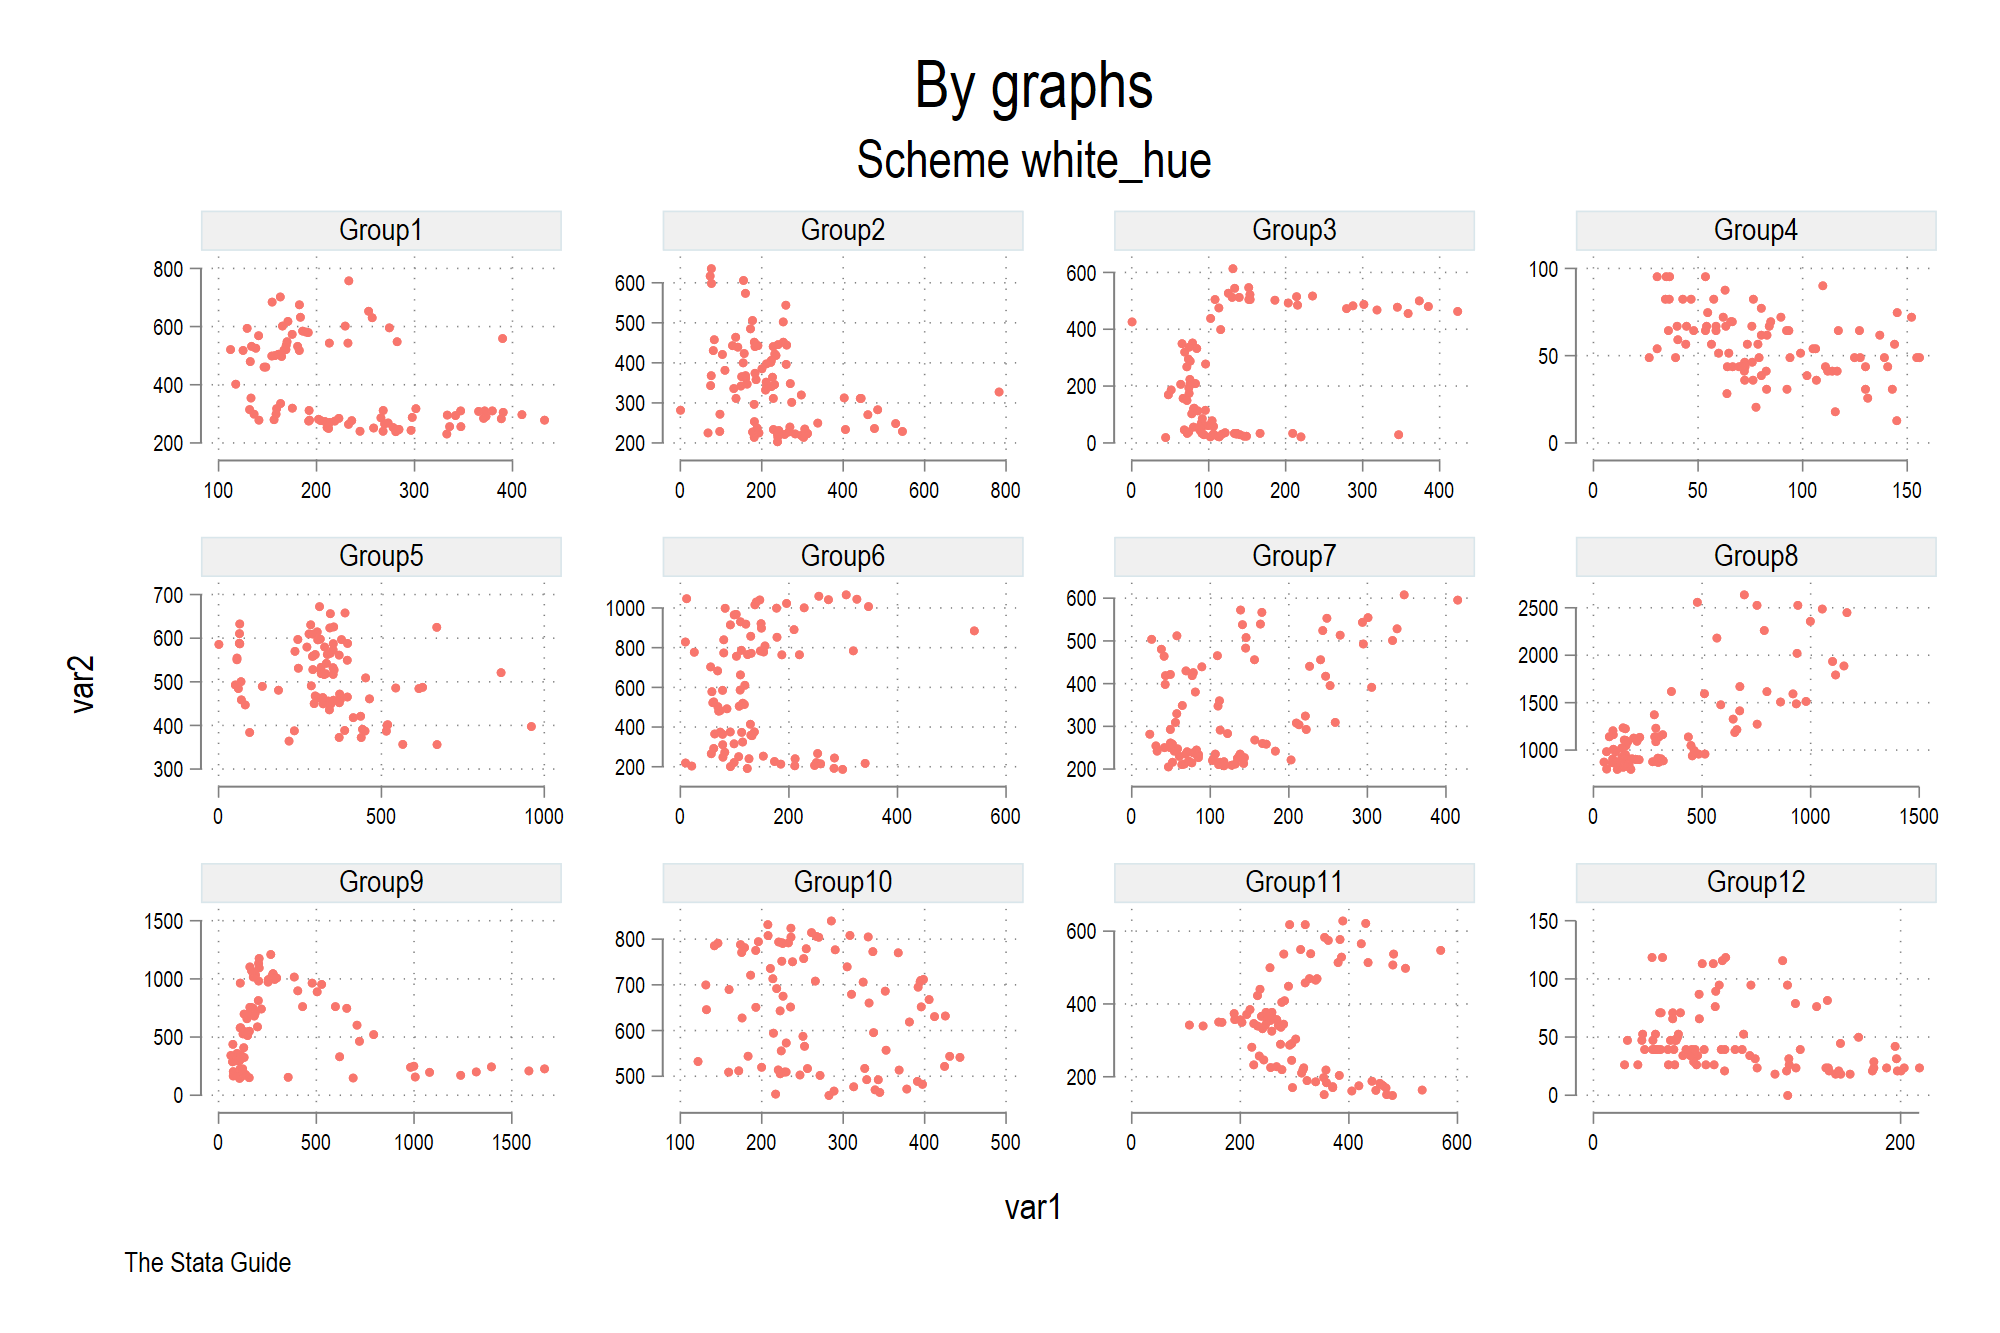 By graphs
Scheme white_hue
Group1
Group2
Group3
Group4
800
600
400
200
100 200 300 400
600
500
400
300
200
0 200 400 600 800
600
400
200
0
0 100 200 300 400
100
50
0
0 50 100 150
Group5
Group6
Group7
Group8
700
600
500
400
300
0 500 1000
1000
800
600
400
200
0 200 400 600
600
500
400
300
200
0 100 200 300 400
2500
2000
1500
1000
0 500 1000 1500
var2
Group9
Group10
Group11
Group12
1500
1000
500
0
0 500 1000 1500
800
700
600
500
100 200 300 400 500
600
400
200
0 200 400 600
150
100
50
0
0 200
var1
The Stata Guide